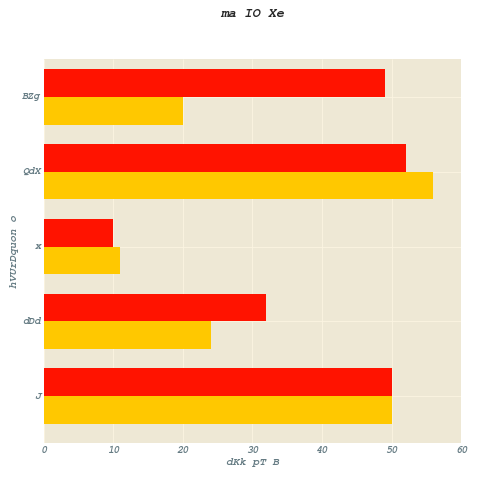 ma IO Xe
hVUrDquon o
BZg
QdX
x
dDd
J
0 10 20 30 40 50 60
dKk pT B